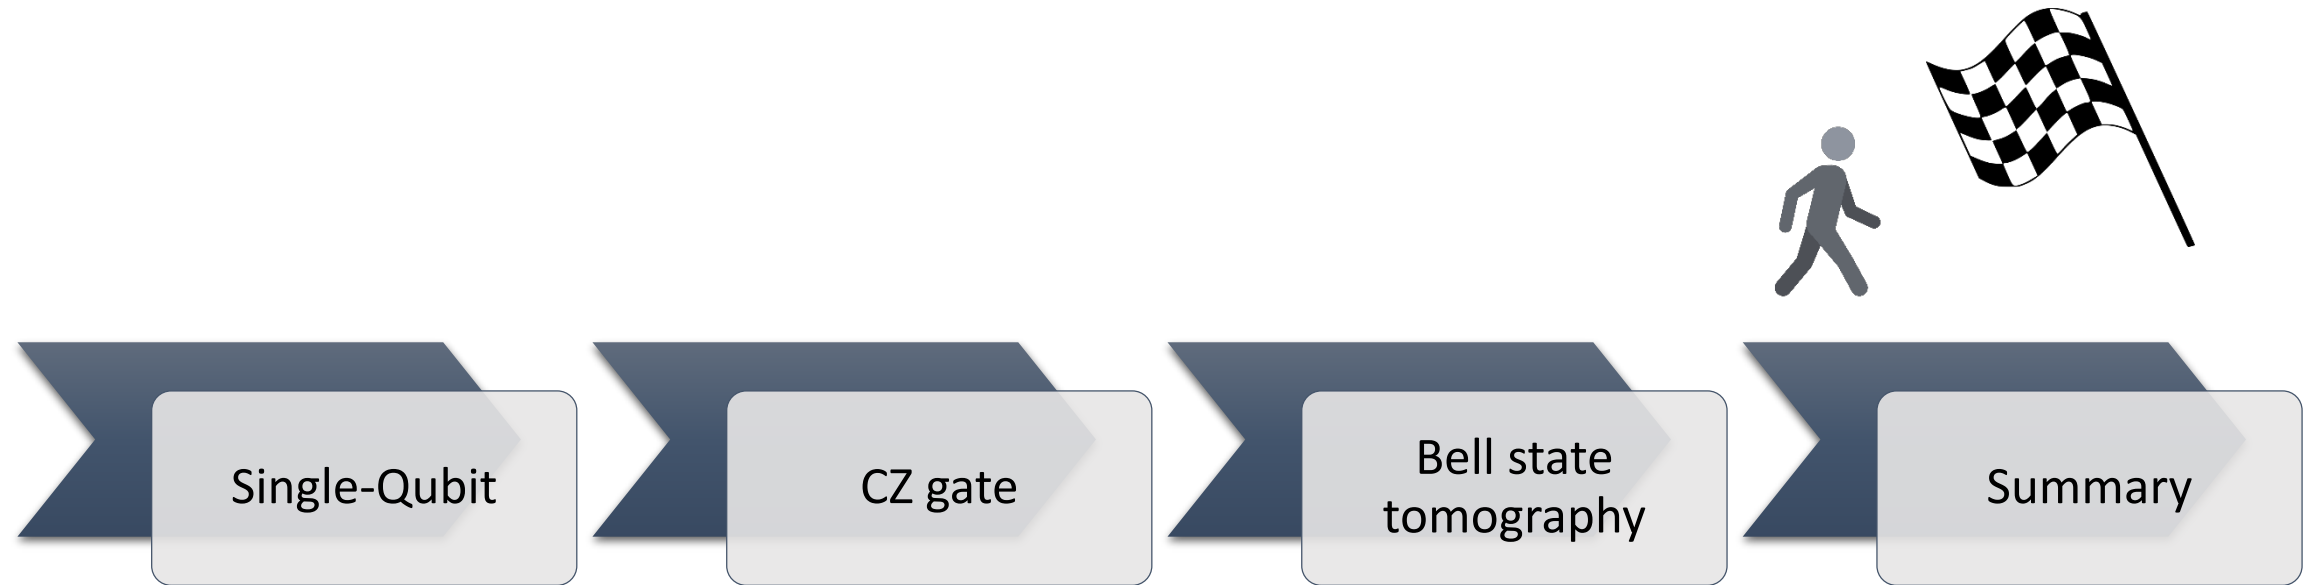 Single-Qubit
CZ gate
Bell state
tomography
Summary